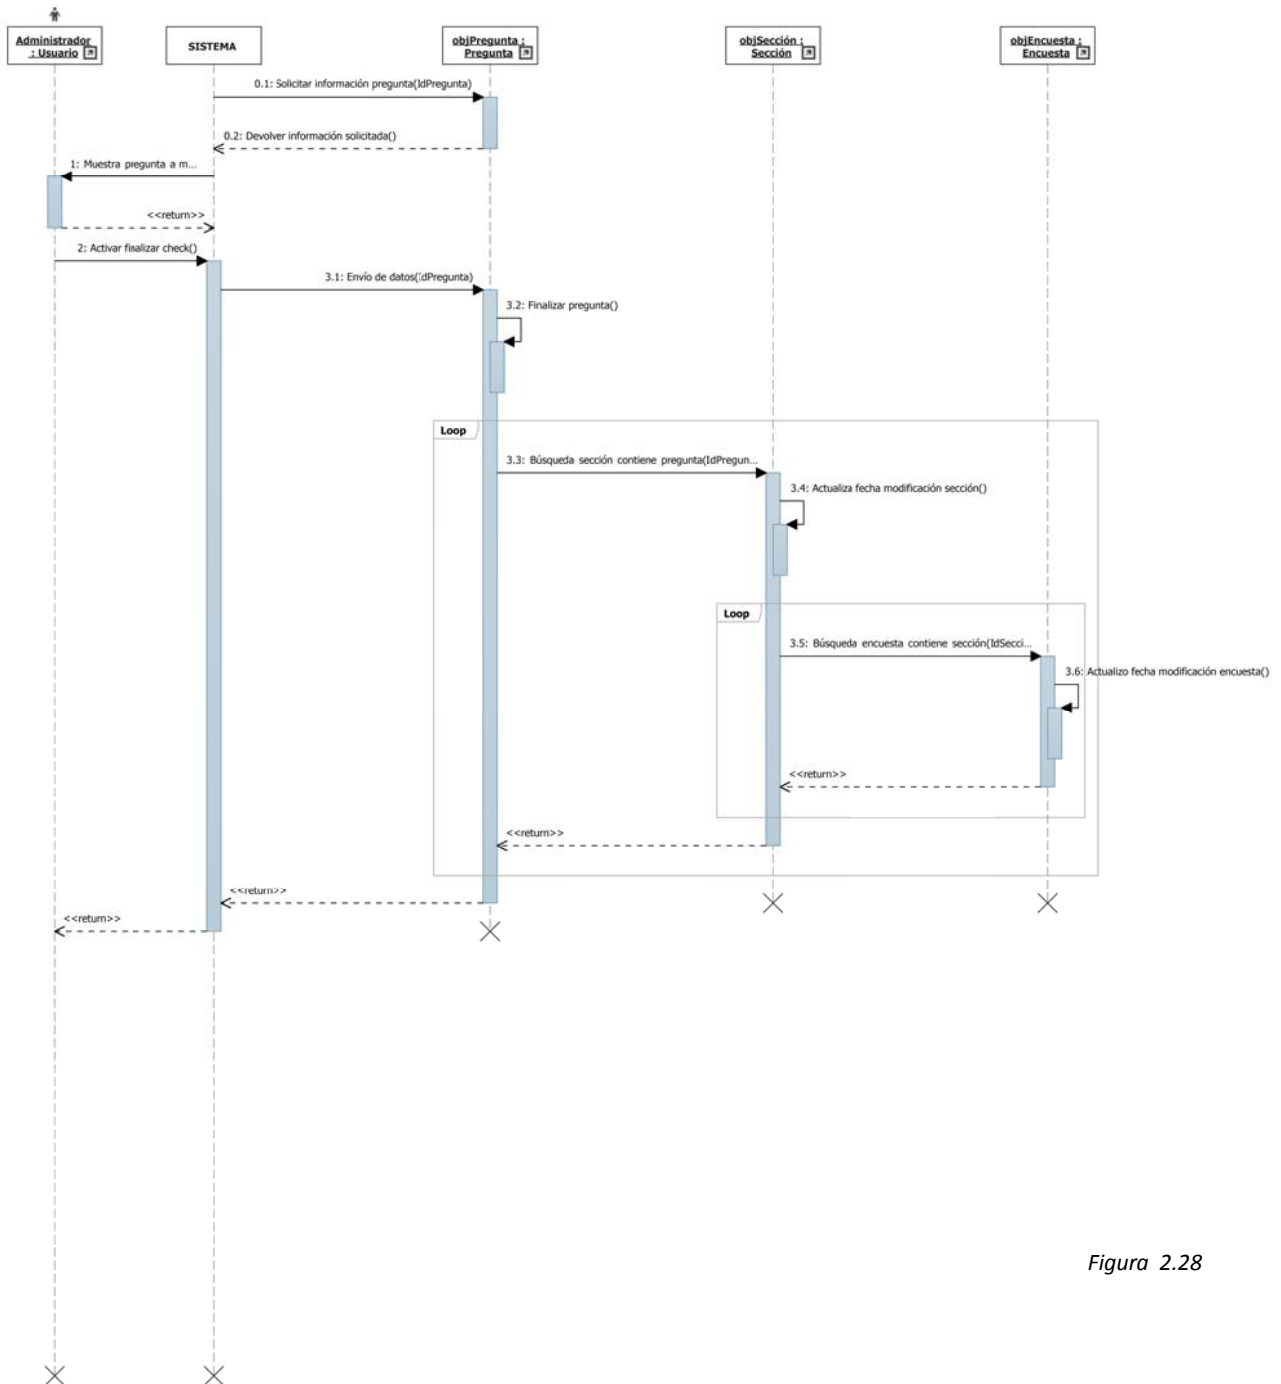 Administrador
: Usuario
SISTEMA
objPregunta :
Pregunta
objSección :
Sección
objEncuesta :
Encuesta
0.1: Solicitar información pregunta(IdPregunta)
0.2: Devolver información solicitada()
1: Muestra pregunta a m...
<<return>>
2: Activar finalizar check()
3.1: Envío de datos(IdPregunta)
3.2: Finalizar pregunta()
Loop
3.3: Búsqueda sección contiene pregunta(IdPregun...
3.4: Actualiza fecha modificación sección()
Loop
3.5: Búsqueda encuesta contiene sección(IdSecci...
3.6: Actualizo fecha modificación encuesta()
<<return>>
<<return>>
<<return>>
<<return>>
Figura 2.28